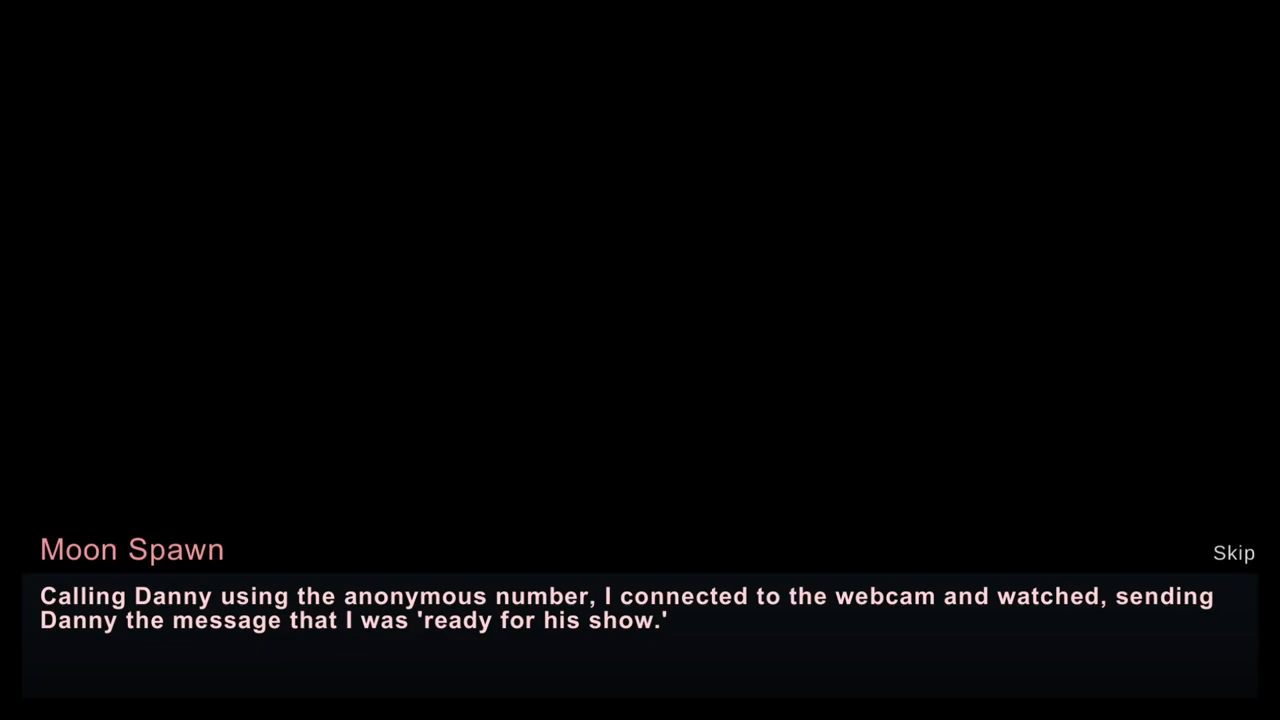 Moon Spawn
Skip
Calling Danny using the anonymous number, I connected to the webcam and watched, sending
Danny the message that I was 'ready for his show.'